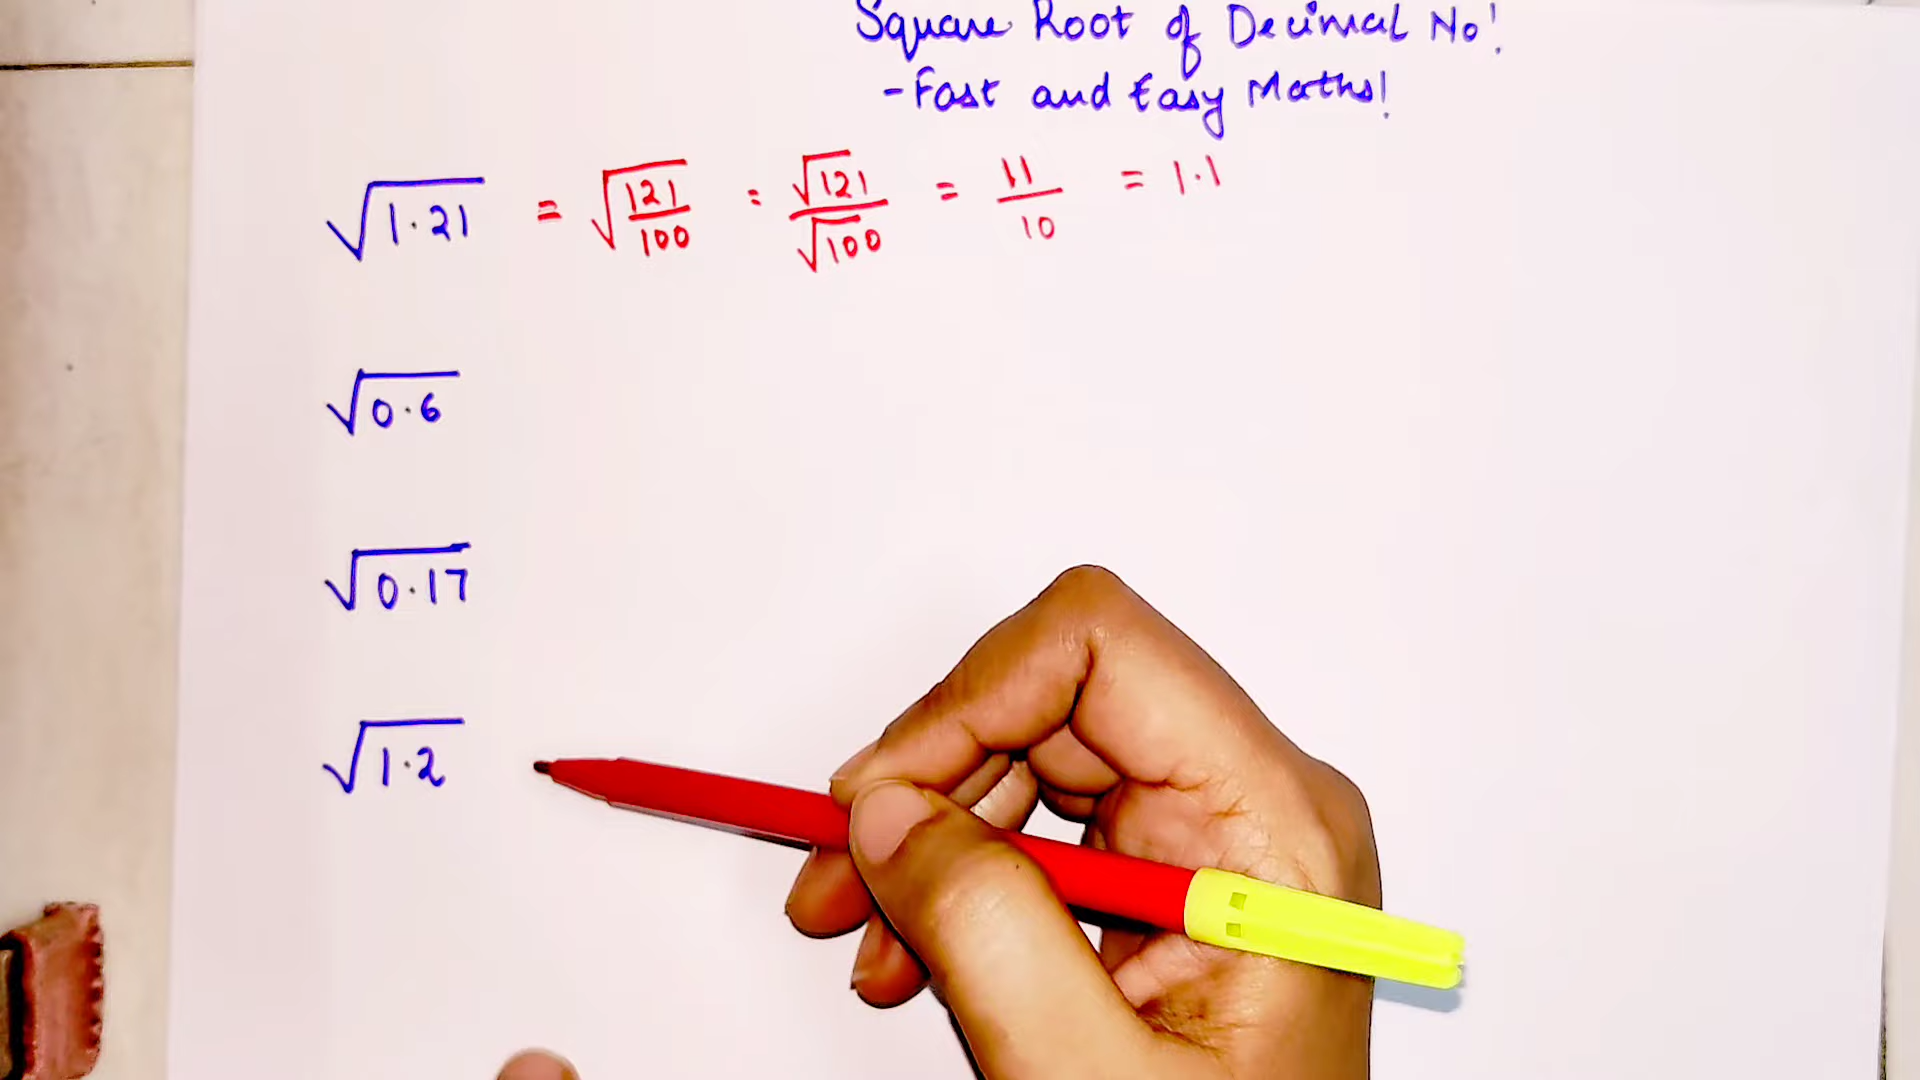 Square Root of Decimal No!
- Fast and Easy Maths!
√1.21 = √(121/100) = √121/√100 = 11/10 = 1.1
√0.6
√0.17
√1.2